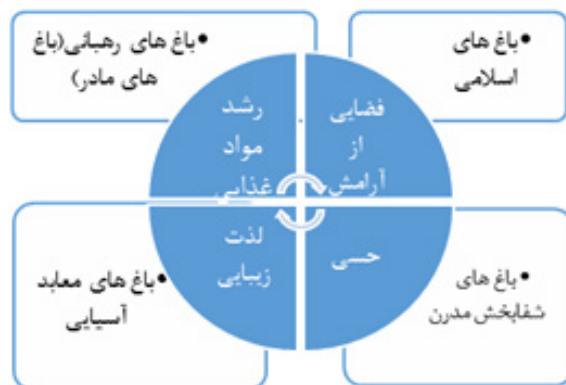 باغ های
اسلامی
باغ های رهبانی(باغ
های مادر)
فضایی
از
آرامش
رشد
مواد
غذایی
حسی
لذت
زیبایی
باغ های
شفابخش مدرن
باغ های معابد
آسیایی